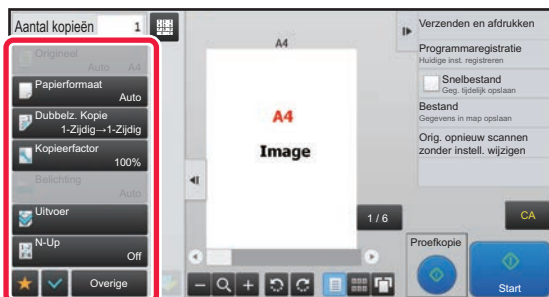 Aantal kopieën 1
Origineel
Auto A4
Papierformaat
Auto
Dubbelz. Kopie
1-Zijdig→1-Zijdig
Kopieerfactor
100%
Belichting
Auto
Uitvoer
N-Up
Off
Overige
A4
A4
Image
1 / 6
Verzenden en afdrukken
Programmaregistratie
Huidige inst. registreren
Snelbestand
Geg. tijdelijk opslaan
Bestand
Gegevens in map opslaan
Orig. opnieuw scannen
zonder instell. wijzigen
CA
Proefkopie
Start